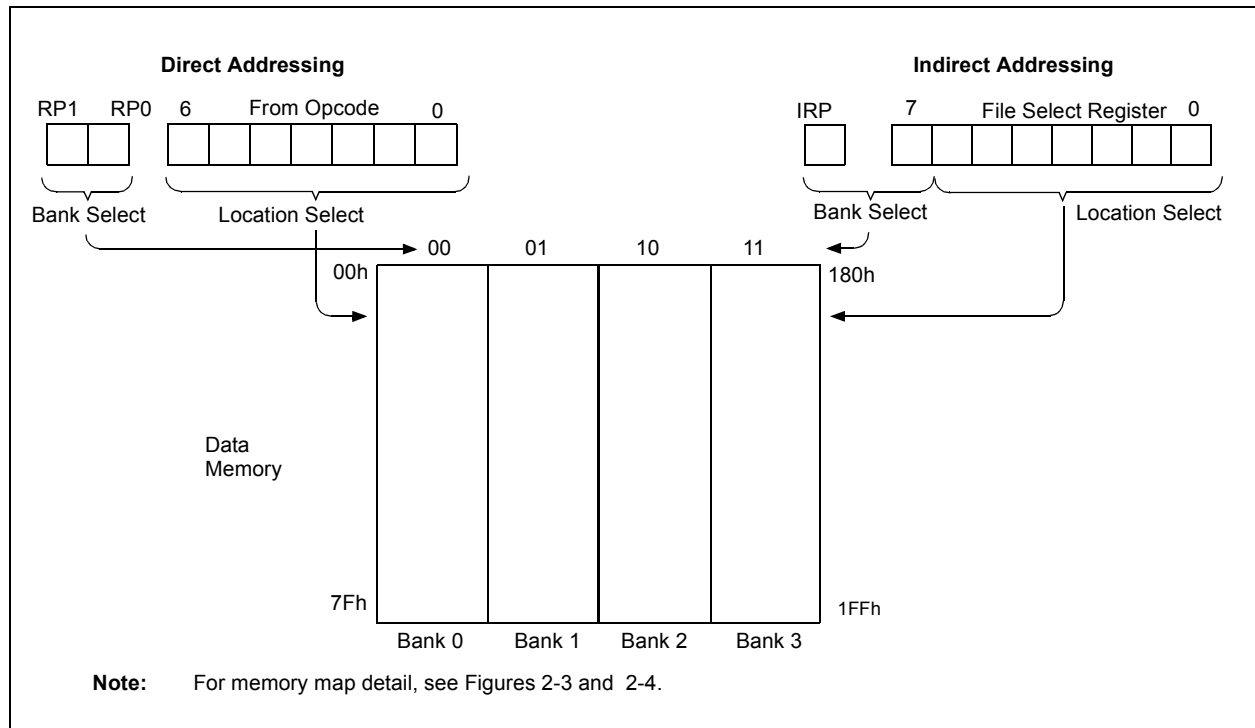 Direct Addressing
Indirect Addressing
RP1 RP0 6 From Opcode 0
IRP 7 File Select Register 0
Bank Select Location Select
Bank Select Location Select
00 01 10 11
00h 180h
Data
Memory
7Fh 1FFh
Bank 0 Bank 1 Bank 2 Bank 3
Note: For memory map detail, see Figures 2-3 and 2-4.